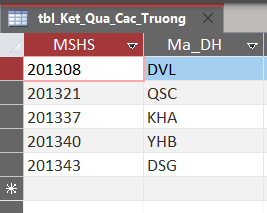 tbl_Ket_Qua_Cac_Truong
MSHS Ma_DH
201308 DVL
201321 QSC
201337 KHA
201340 YHB
201343 DSG